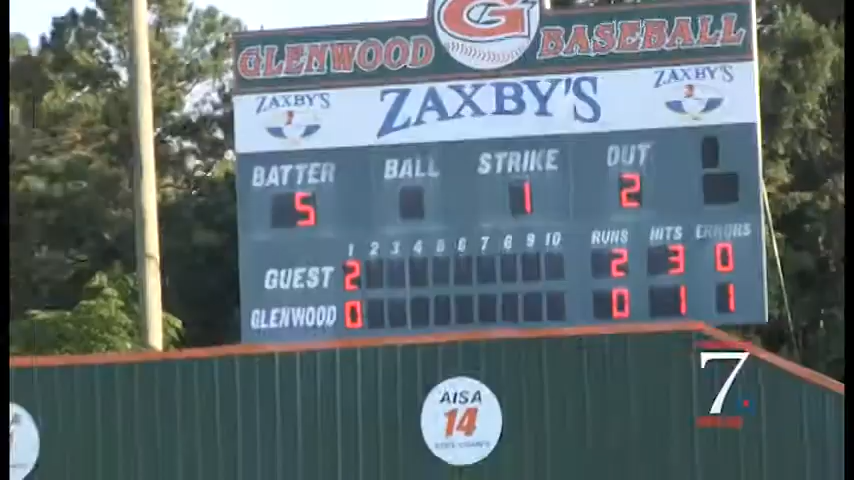 GLENWOOD G BASEBALL
ZAXBY'S ZAXBY'S ZAXBY'S
BATTER BALL STRIKE OUT
5 1 2
1 2 3 4 5 6 7 8 9 10 RUNS HITS ERRORS
GUEST 2 2 3 0
GLENWOOD 0 0 1 1
7
AISA
14